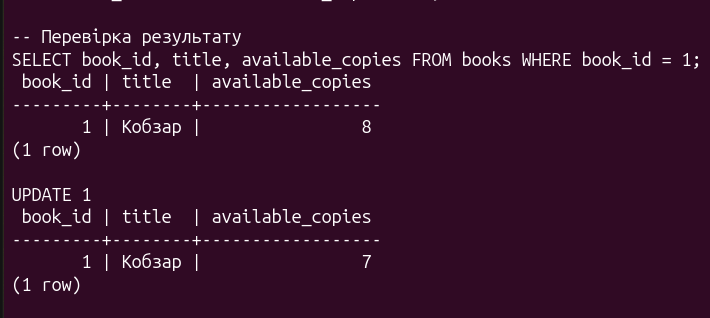 -- Перевірка результату
SELECT book_id, title, available_copies FROM books WHERE book_id = 1;
 book_id | title  | available_copies
---------+--------+------------------
       1 | Кобзар |                8
(1 row)

UPDATE 1
 book_id | title  | available_copies
---------+--------+------------------
       1 | Кобзар |                7
(1 row)